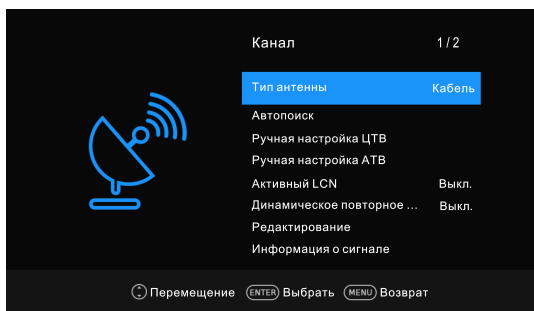 Канал 1/2
Тип антенны Кабель
Автопоиск
Ручная настройка ЦТВ
Ручная настройка АТВ
Активный LCN Выкл.
Динамическое повторное ... Выкл.
Редактирование
Информация о сигнале
Перемещение ENTER Выбрать MENU Возврат